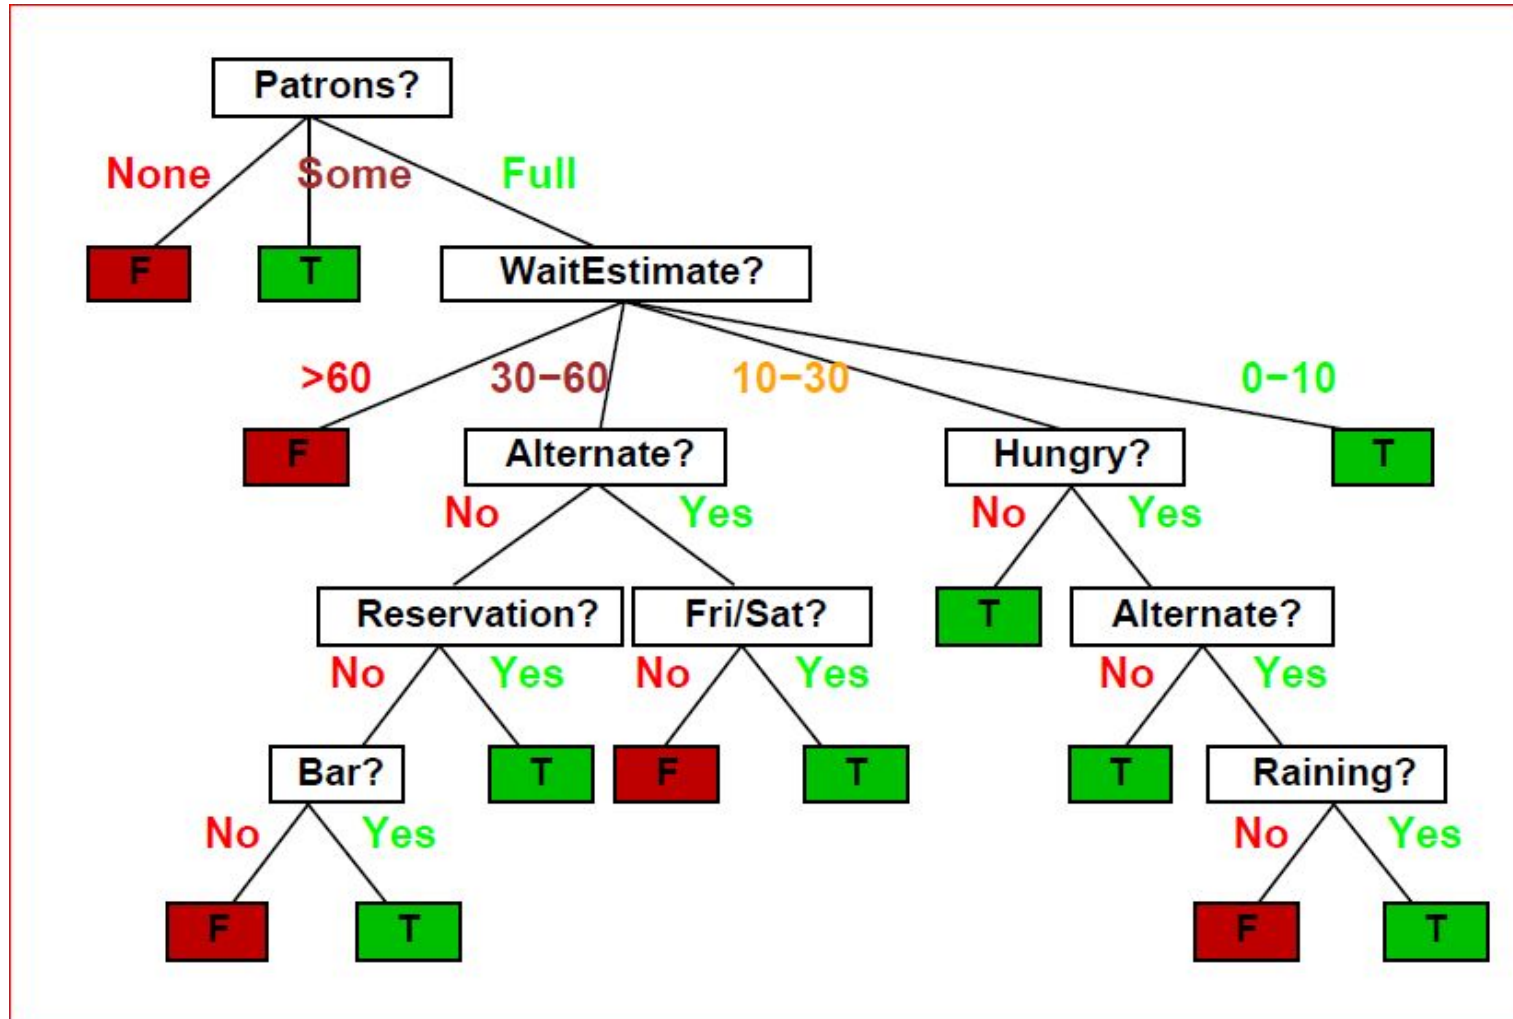 Patrons?
None Some Full
F T WaitEstimate?
>60 30−60 10−30 0−10
F Alternate? Hungry? T
No Yes No Yes
Reservation? Fri/Sat? T Alternate?
No Yes No Yes No Yes
Bar? T F T T Raining?
No Yes No Yes
F T F T